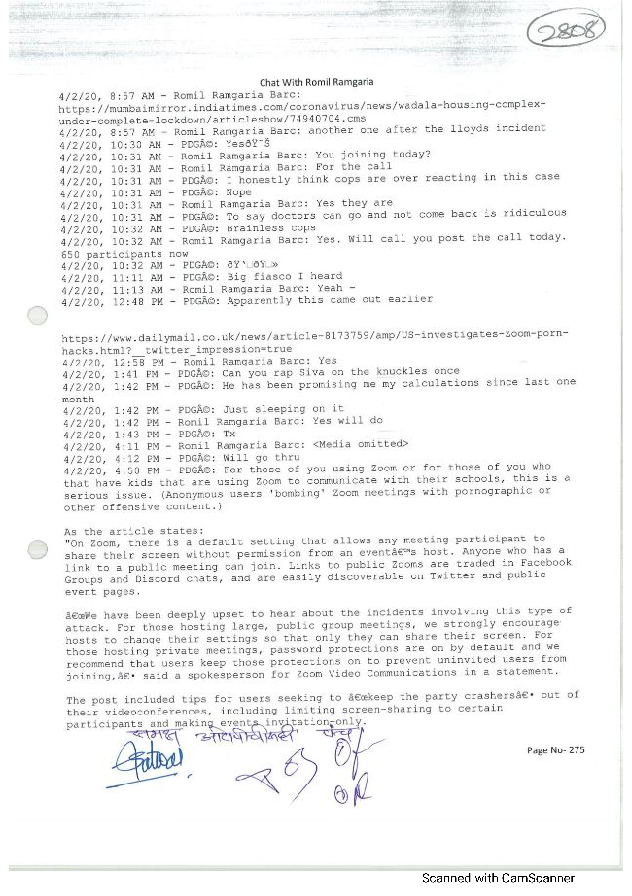 2808
Chat With Romil Ramgaria
4/2/20, 8:57 AM - Romil Ramgaria Barc:
https://mumbaimirror.indiatimes.com/coronavirus/news/wadala-housing-complex-
under-complete-lockdown/articleshow/74940704.cms
4/2/20, 8:57 AM - Romil Ramgaria Barc: another one after the lloyds incident
4/2/20, 10:30 AM - PDGÃ©: YesðŸ˜Š
4/2/20, 10:31 AM - Romil Ramgaria Barc: You joining today?
4/2/20, 10:31 AM - Romil Ramgaria Barc: For the call
4/2/20, 10:31 AM - PDGÃ©: I honestly think cops are over reacting in this case
4/2/20, 10:31 AM - PDGÃ©: Nope
4/2/20, 10:31 AM - Romil Ramgaria Barc: Yes they are
4/2/20, 10:31 AM - PDGÃ©: To say doctors can go and not come back is ridiculous
4/2/20, 10:32 AM - PDGÃ©: Brainless cops
4/2/20, 10:32 AM - Romil Ramgaria Barc: Yes. Will call you post the call today.
650 participants now
4/2/20, 10:32 AM - PDGÃ©:
4/2/20, 11:11 AM - PDGÃ©: Big fiasco I heard
4/2/20, 11:13 AM - Romil Ramgaria Barc: Yeah -
4/2/20, 12:48 PM - PDGÃ©: Apparently this came out earlier
https://www.dailymail.co.uk/news/article-8173759/amp/US-investigates-Zoom-porn-
hacks.html?__twitter_impression=true
4/2/20, 12:58 PM - Romil Ramgaria Barc: Yes
4/2/20, 1:41 PM - PDGÃ©: Can you rap Siva on the knuckles once
4/2/20, 1:42 PM - PDGÃ©: He has been promising me my calculations since last one
month
4/2/20, 1:42 PM - PDGÃ©: Just sleeping on it
4/2/20, 1:42 PM - Romil Ramgaria Barc: Yes will do
4/2/20, 1:43 PM - PDGÃ©: Tx
4/2/20, 4:11 PM - Romil Ramgaria Barc: <Media omitted>
4/2/20, 4:12 PM - PDGÃ©: Will go thru
4/2/20, 4:50 PM - PDGÃ©: For those of you using Zoom or for those of you who
that have kids that are using Zoom to communicate with their schools, this is a
serious issue. (Anonymous users 'bombing' Zoom meetings with pornographic or
other offensive content.)
As the article states:
"On Zoom, there is a default setting that allows any meeting participant to
share their screen without permission from an eventâ€™s host. Anyone who has a
link to a public meeting can join. Links to public Zooms are traded in Facebook
Groups and Discord chats, and are easily discoverable on Twitter and public
event pages.
â€œWe have been deeply upset to hear about the incidents involving this type of
attack. For those hosting large, public group meetings, we strongly encourage
hosts to change their settings so that only they can share their screen. For
those hosting private meetings, password protections are on by default and we
recommend that users keep those protections on to prevent uninvited users from
joining,â€• said a spokesperson for Zoom Video Communications in a statement.
The post included tips for users seeking to â€œkeep the party crashersâ€• out of
their videoconferences, including limiting screen-sharing to certain
participants and making events invitation-only.
समक्ष पंच
Page No- 275
Scanned with CamScanner